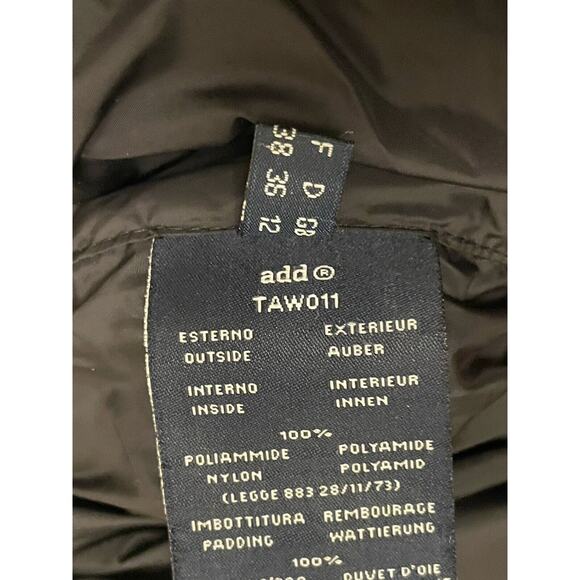 F D GB
38 36 12
add®
TAW011
ESTERNO EXTERIEUR
OUTSIDE AUBER
INTERNO INTERIEUR
INSIDE INNEN
100%
POLIAMMIDE POLYAMIDE
NYLON POLYAMID
(LEGGE 883 28/11/73)
IMBOTTITURA REMBOURAGE
PADDING WATTIERUNG
100%
DUVET D'OIE